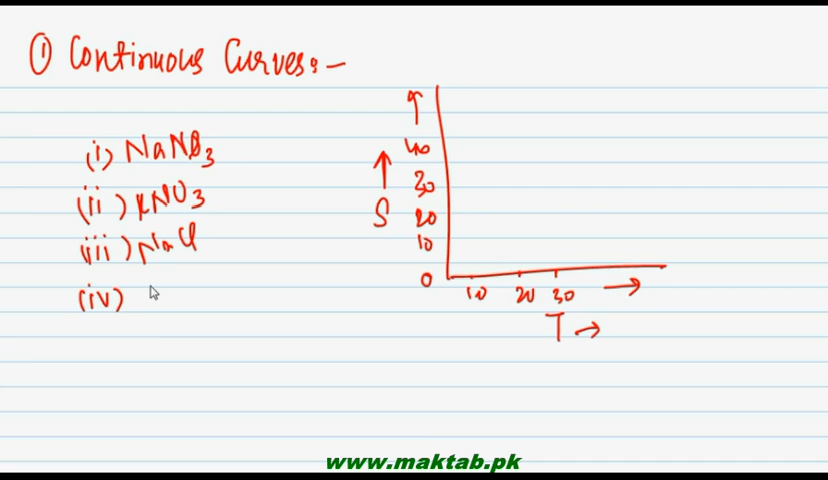 ① Continuous Curves:-
(i) NaNO3
(ii) KNO3
(iii) NaCl
(iv)
40
30
20
10
0
S
10 20 30
T
www.maktab.pk